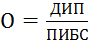 О = ДИП / ПИБС